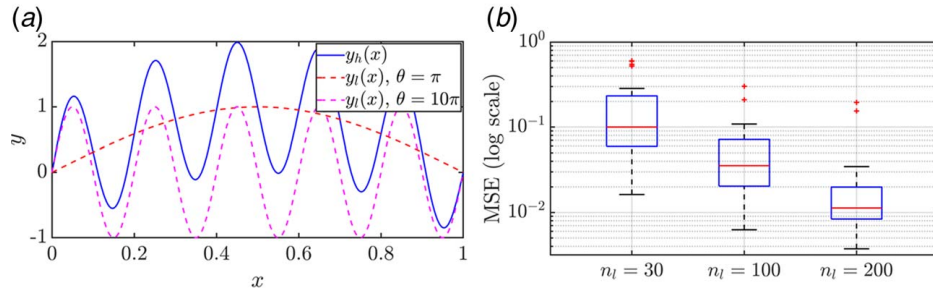 (a)
2
1
0
-1
0
0.2
0.4
0.6
0.8
1
x
y
y_h(x)
y_l(x), θ = π
y_l(x), θ = 10π
(b)
10^0
10^-1
10^-2
MSE (log scale)
n_l = 30
n_l = 100
n_l = 200